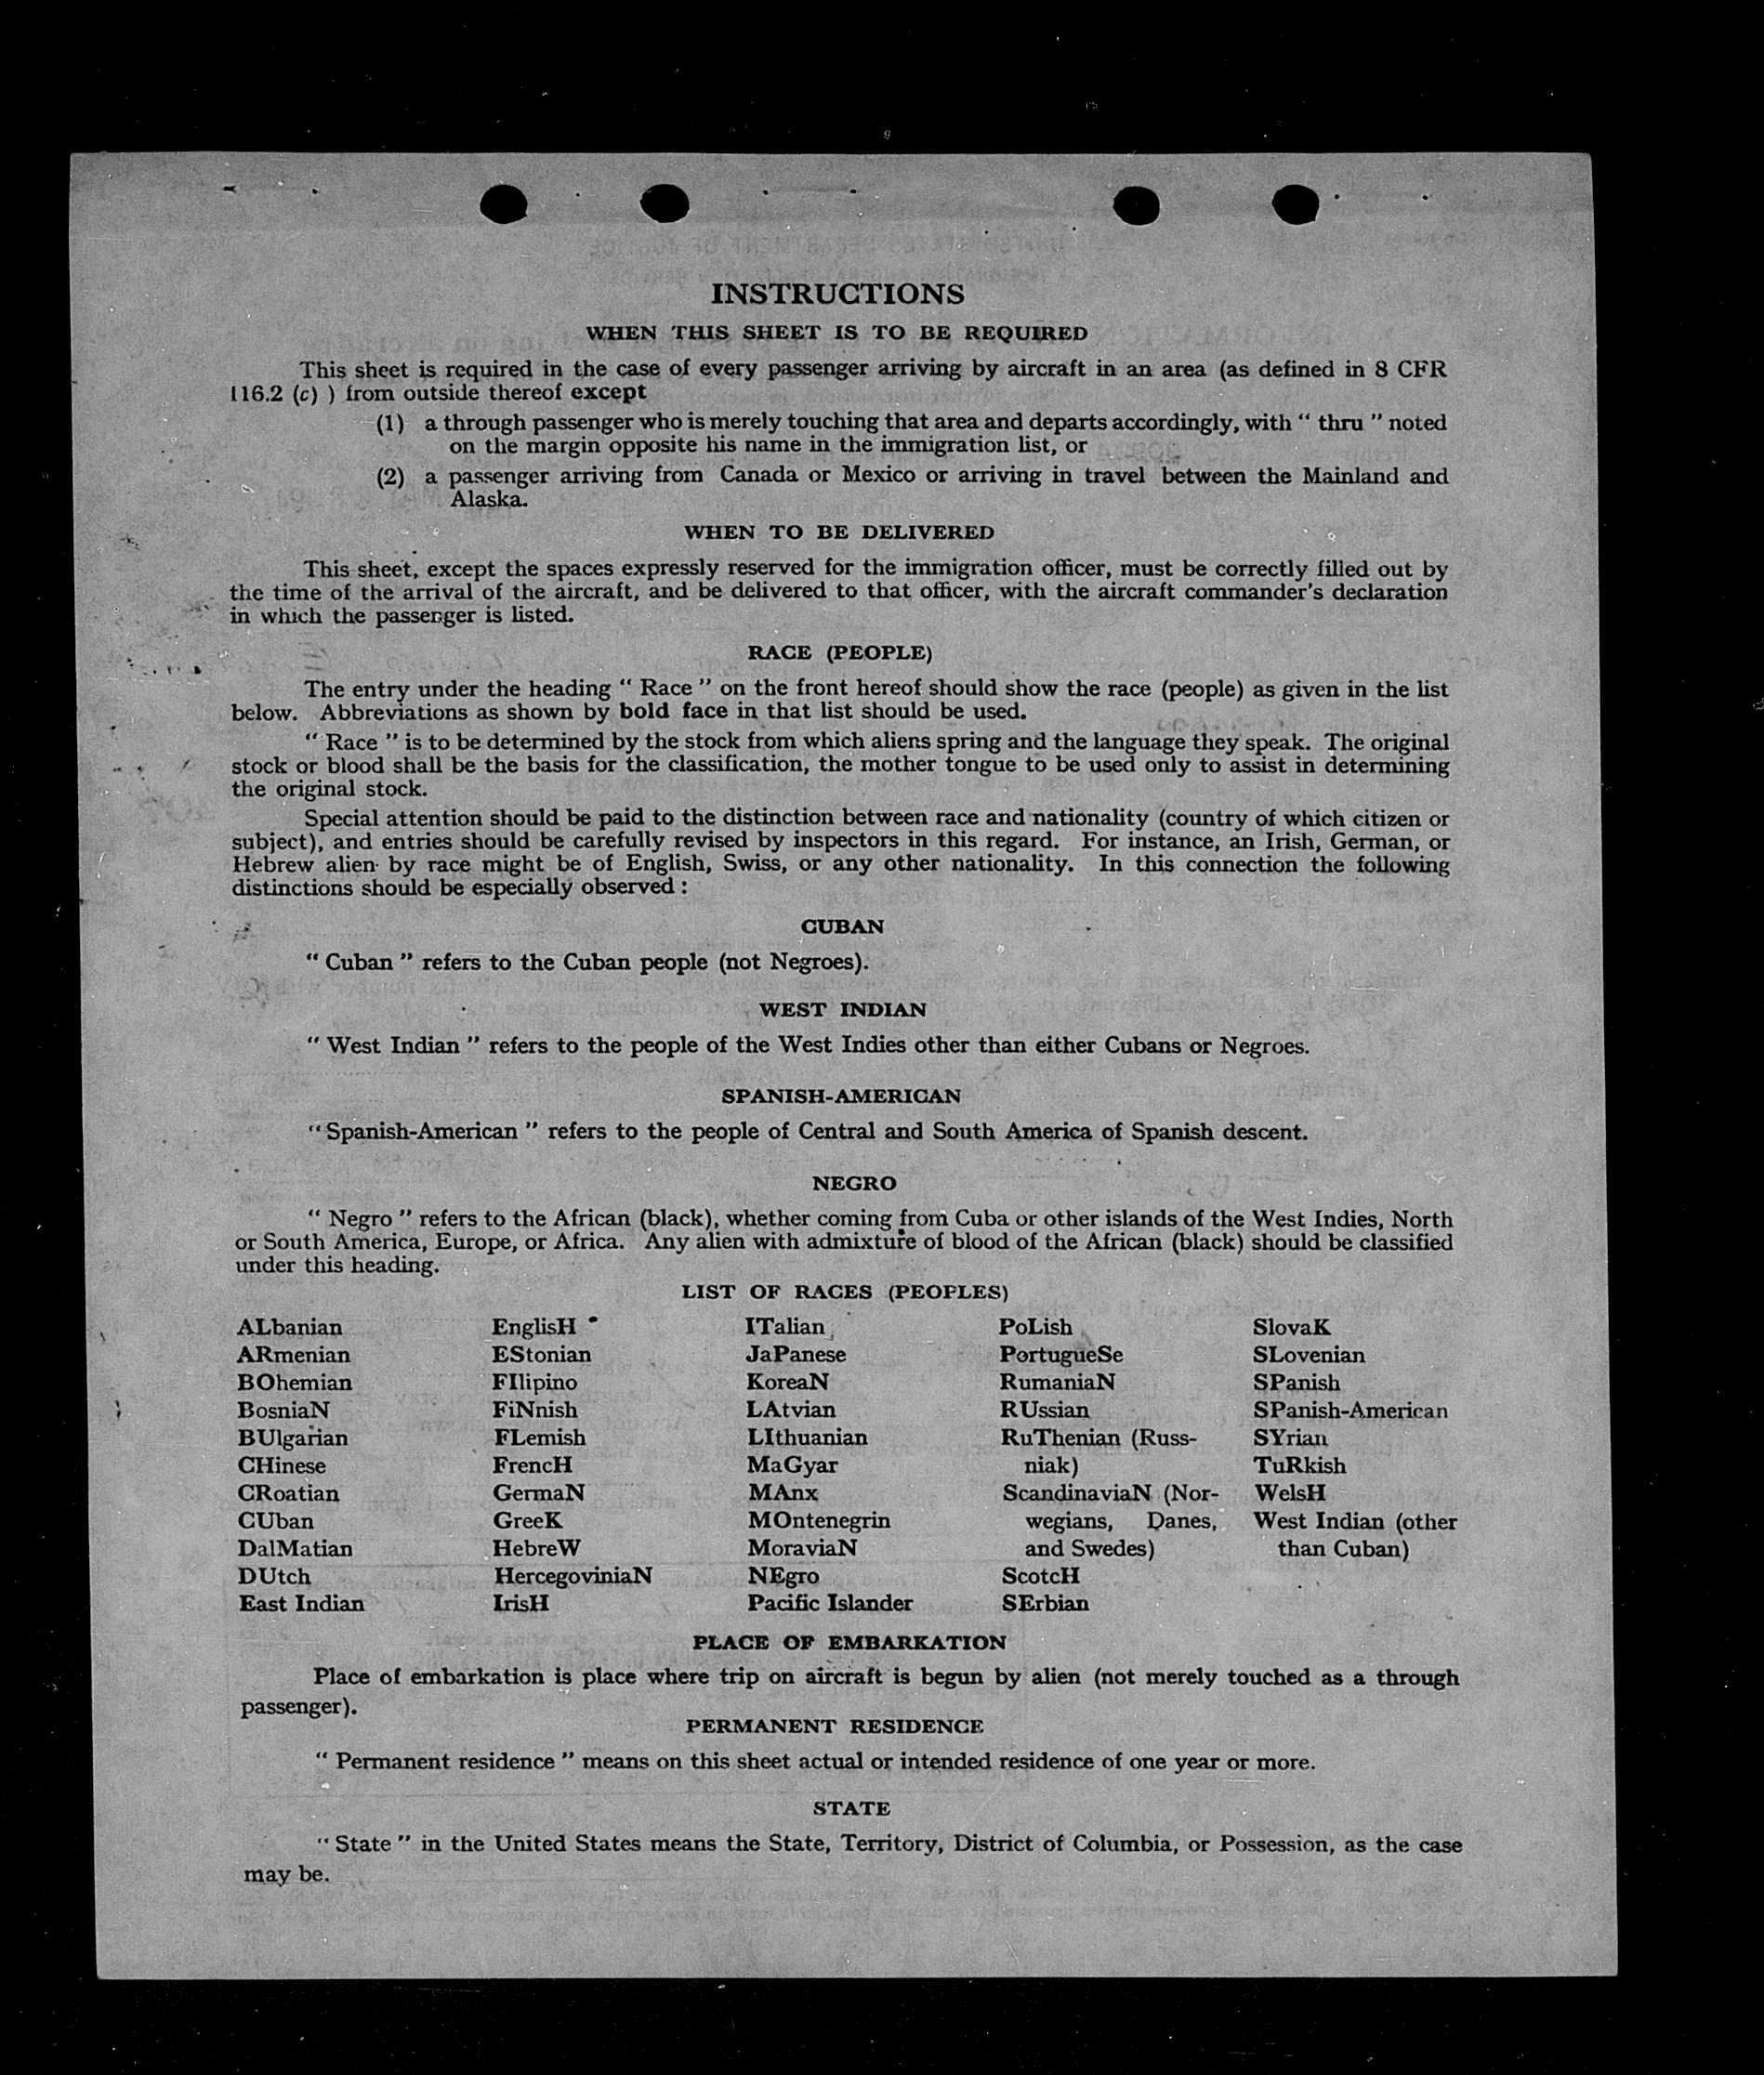 INSTRUCTIONS
WHEN THIS SHEET IS TO BE REQUIRED
This sheet is required in the case of every passenger arriving by aircraft in an area (as defined in 8 CFR
116.2 (c) ) from outside thereof except
(1) a through passenger who is merely touching that area and departs accordingly, with “ thru ” noted
on the margin opposite his name in the immigration list, or
(2) a passenger arriving from Canada or Mexico or arriving in travel between the Mainland and
Alaska.
WHEN TO BE DELIVERED
This sheet, except the spaces expressly reserved for the immigration officer, must be correctly filled out by
the time of the arrival of the aircraft, and be delivered to that officer, with the aircraft commander's declaration
in which the passenger is listed.
RACE (PEOPLE)
The entry under the heading “ Race ” on the front hereof should show the race (people) as given in the list
below. Abbreviations as shown by bold face in that list should be used.
“ Race ” is to be determined by the stock from which aliens spring and the language they speak. The original
stock or blood shall be the basis for the classification, the mother tongue to be used only to assist in determining
the original stock.
Special attention should be paid to the distinction between race and nationality (country of which citizen or
subject), and entries should be carefully revised by inspectors in this regard. For instance, an Irish, German, or
Hebrew alien by race might be of English, Swiss, or any other nationality. In this connection the following
distinctions should be especially observed :
CUBAN
“ Cuban ” refers to the Cuban people (not Negroes).
WEST INDIAN
“ West Indian ” refers to the people of the West Indies other than either Cubans or Negroes.
SPANISH-AMERICAN
“ Spanish-American ” refers to the people of Central and South America of Spanish descent.
NEGRO
“ Negro ” refers to the African (black), whether coming from Cuba or other islands of the West Indies, North
or South America, Europe, or Africa. Any alien with admixture of blood of the African (black) should be classified
under this heading.
LIST OF RACES (PEOPLES)
ALbanian
ARmenian
BOhemian
BosniaN
BUlgarian
CHinese
CRoatian
CUban
DalMatian
DUtch
East Indian
EnglisH
EStonian
FIlipino
FiNnish
FLemish
FrencH
GermaN
GreeK
HebreW
HercegoviniaN
IrisH
ITalian
JaPanese
KoreaN
LAtvian
LIthuanian
MaGyar
MAnx
MOntenegrin
MoraviaN
NEgro
Pacific Islander
PoLish
PortugueSe
RumaniaN
RUssian
RuThenian (Russ-
niak)
ScandinaviaN (Nor-
wegians, Danes,
and Swedes)
ScotcH
SErbian
SlovaK
SLovenian
SPanish
SPanish-American
SYrian
TuRkish
WelsH
West Indian (other
than Cuban)
PLACE OF EMBARKATION
Place of embarkation is place where trip on aircraft is begun by alien (not merely touched as a through
passenger).
PERMANENT RESIDENCE
“ Permanent residence ” means on this sheet actual or intended residence of one year or more.
STATE
“ State ” in the United States means the State, Territory, District of Columbia, or Possession, as the case
may be.